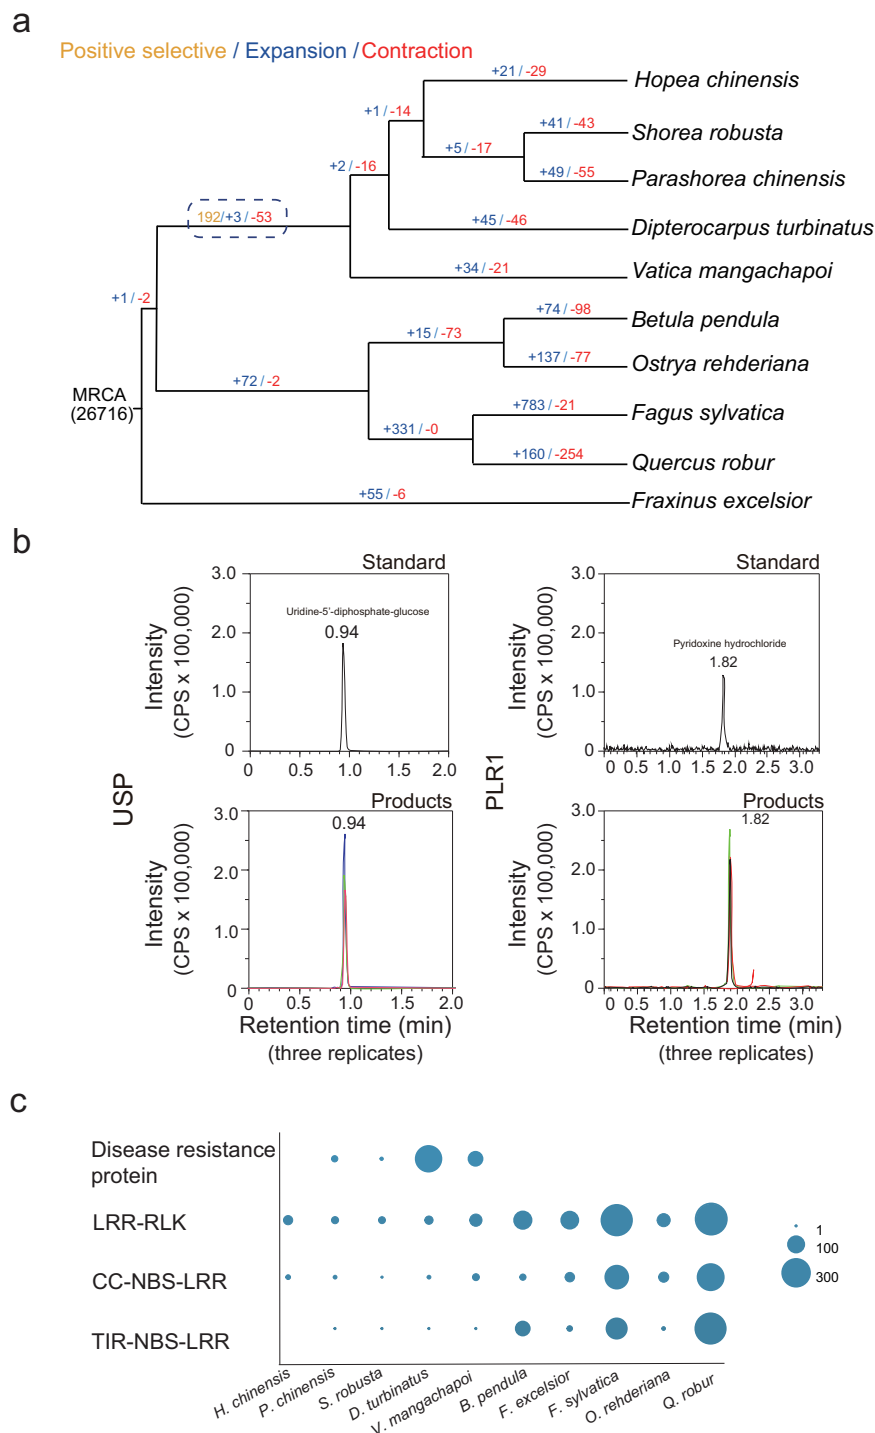 a
Positive selective / Expansion /Contraction
+21 / -29
Hopea chinensis
+1 / -14
+41 / -43
Shorea robusta
+5 / -17
+2 / -16
+49 / -55
Parashorea chinensis
192/+3 / -53
+45 / -46
Dipterocarpus turbinatus
+34 / -21
Vatica mangachapoi
+1 / -2
+74 / -98
Betula pendula
+15 / -73
+137 / -77
Ostrya rehderiana
+72 / -2
MRCA
(26716)
+783 / -21
Fagus sylvatica
+331 / -0
+160 / -254
Quercus robur
+55 / -6
Fraxinus excelsior
b
USP
Standard
Intensity
(CPS x 100,000)
3.0
2.0
1.0
0
Uridine-5'-diphosphate-glucose
0.94
0 0.5 1.0 1.5 2.0
Products
Intensity
(CPS x 100,000)
3.0
2.0
1.0
0
0.94
0 0.5 1.0 1.5 2.0
Retention time (min)
(three replicates)
PLR1
Standard
Intensity
(CPS x 100,000)
3.0
2.0
1.0
0
Pyridoxine hydrochloride
1.82
0 0.5 1.0 1.5 2.0 2.5 3.0
Products
Intensity
(CPS x 100,000)
3.0
2.0
1.0
0
1.82
0 0.5 1.0 1.5 2.0 2.5 3.0
Retention time (min)
(three replicates)
c
Disease resistance
protein
LRR-RLK
CC-NBS-LRR
TIR-NBS-LRR
1
100
300
H. chinensis
P. chinensis
S. robusta
D. turbinatus
V. mangachapoi
B. pendula
F. excelsior
F. sylvatica
O. rehderiana
Q. robur